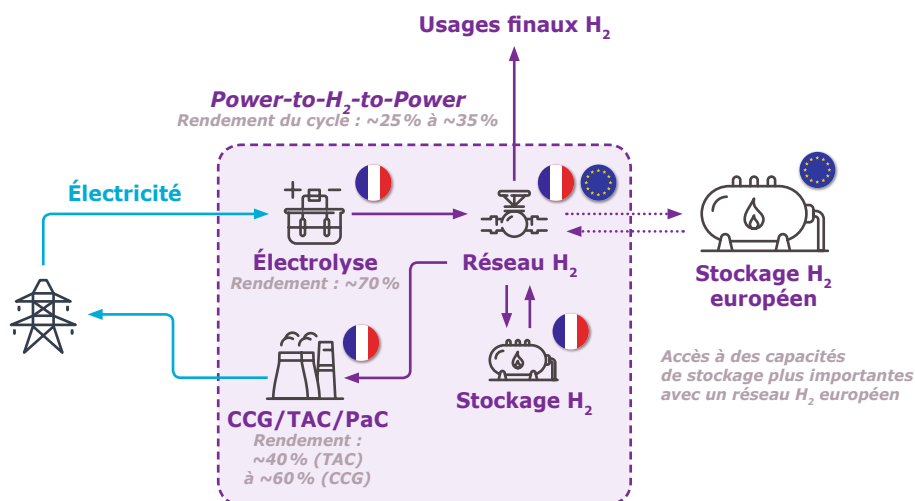 Usages finaux H₂
Power-to-H₂-to-Power
Rendement du cycle : ~25 % à ~35 %
Électricité
Électrolyse
Rendement : ~70 %
Réseau H₂
Stockage H₂
européen
CCG/TAC/PaC
Rendement :
~40 % (TAC)
à ~60 % (CCG)
Stockage H₂
Accès à des capacités
de stockage plus importantes
avec un réseau H₂ européen